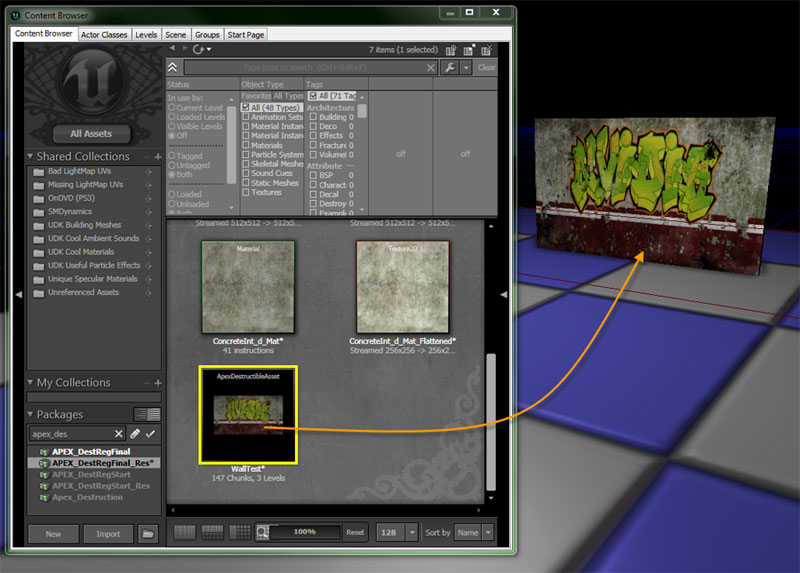 Content Browser
Content Browser Actor Classes Levels Scene Groups Start Page
7 items (1 selected)
Type here to search (Ctrl+Shift+F)
Clear
All Assets
Shared Collections
Bad LightMap UVs
Missing LightMap UVs
OnDVD (PS3)
SMDynamics
UDK Building Meshes
UDK Cool Ambient Sounds
UDK Cool Materials
UDK Useful Particle Effects
Unique Specular Materials
Unreferenced Assets
My Collections
Packages
apex_des
APEX_DestRegFinal
APEX_DestRegFinal_Res*
APEX_DestRegStart
APEX_DestRegStart_Res
Apex_Destruction
New Import
Status
In use by:
Current Level
Loaded Levels
Visible Levels
Off
Tagged
Untagged
Both
Loaded
Unloaded
Both
Object Type
Favorites All Types
All (48 Types)
Animation Sets
Material Instan
Material Instan
Materials
Particle System
Skeletal Meshe
Sound Cues
Static Meshes
Textures
Tags
All (71 Tag
Architectura
Building
Deco
Effects
Fractur
Volume
Attribute
BSP
Charact
Decal
Destroy
Example
off
off
Streamed 512x512 -> 512x5...
Streamed 512x512 -> 512x5...
Material
ConcreteInt_d_Mat*
41 instructions
Texture2D
ConcreteInt_d_Mat_Flattened*
Streamed 256x256 -> 256x2...
ApexDestructibleAsset
WallTest*
147 Chunks, 3 Levels
100% Reset 128 Sort by Name